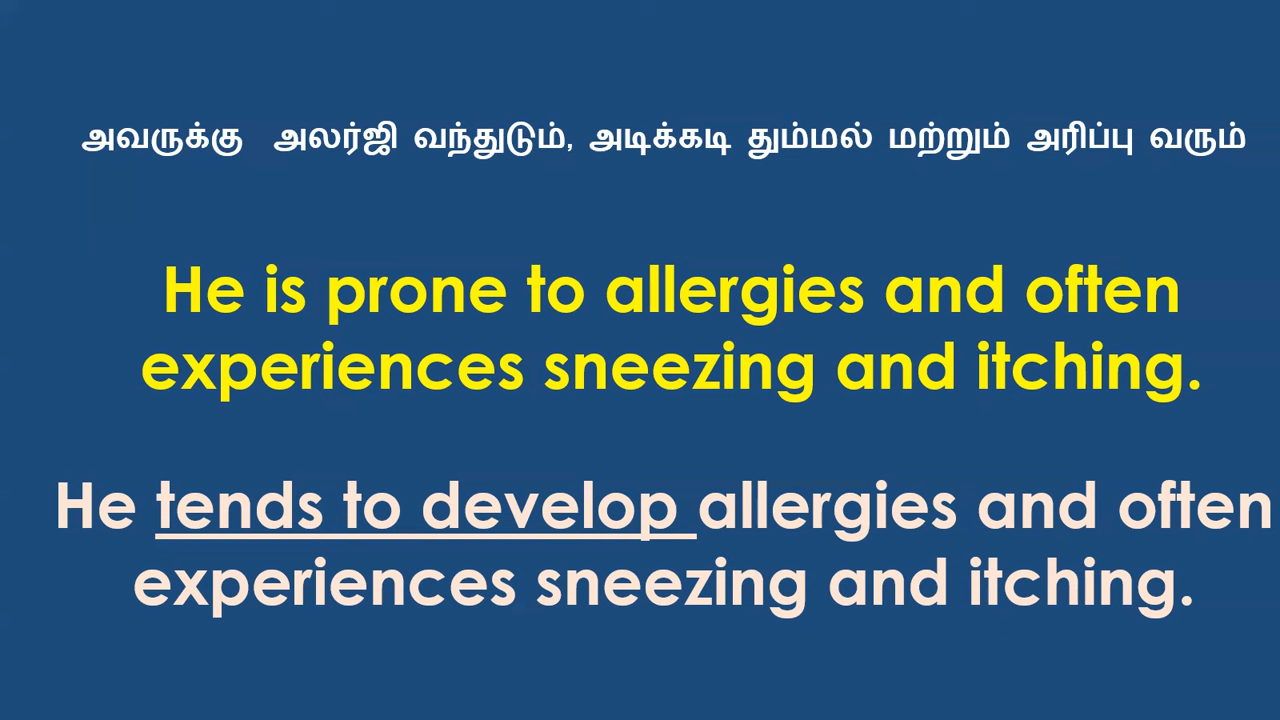 அவருக்கு அலர்ஜி வந்துடும், அடிக்கடி தும்மல் மற்றும் அரிப்பு வரும்
He is prone to allergies and often
experiences sneezing and itching.
He tends to develop allergies and often
experiences sneezing and itching.